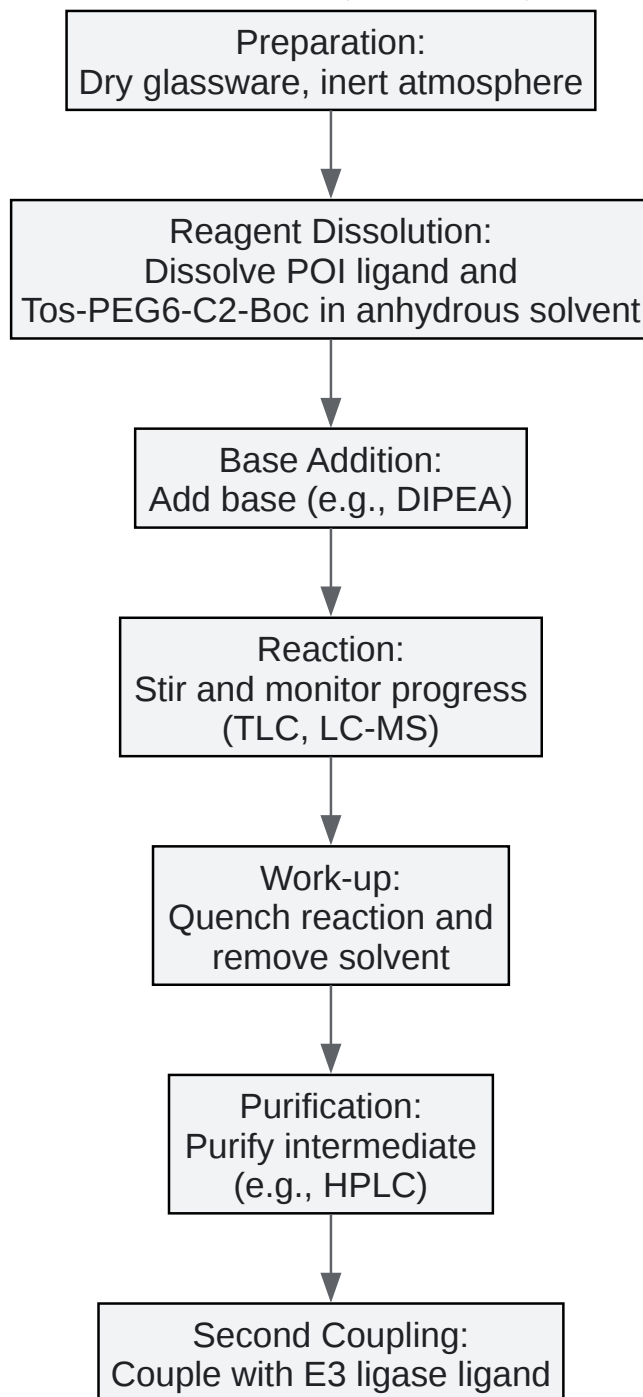 Preparation:
Dry glassware, inert atmosphere
Reagent Dissolution:
Dissolve POI ligand and
Tos-PEG6-C2-Boc in anhydrous solvent
Base Addition:
Add base (e.g., DIPEA)
Reaction:
Stir and monitor progress
(TLC, LC-MS)
Work-up:
Quench reaction and
remove solvent
Purification:
Purify intermediate
(e.g., HPLC)
Second Coupling:
Couple with E3 ligase ligand